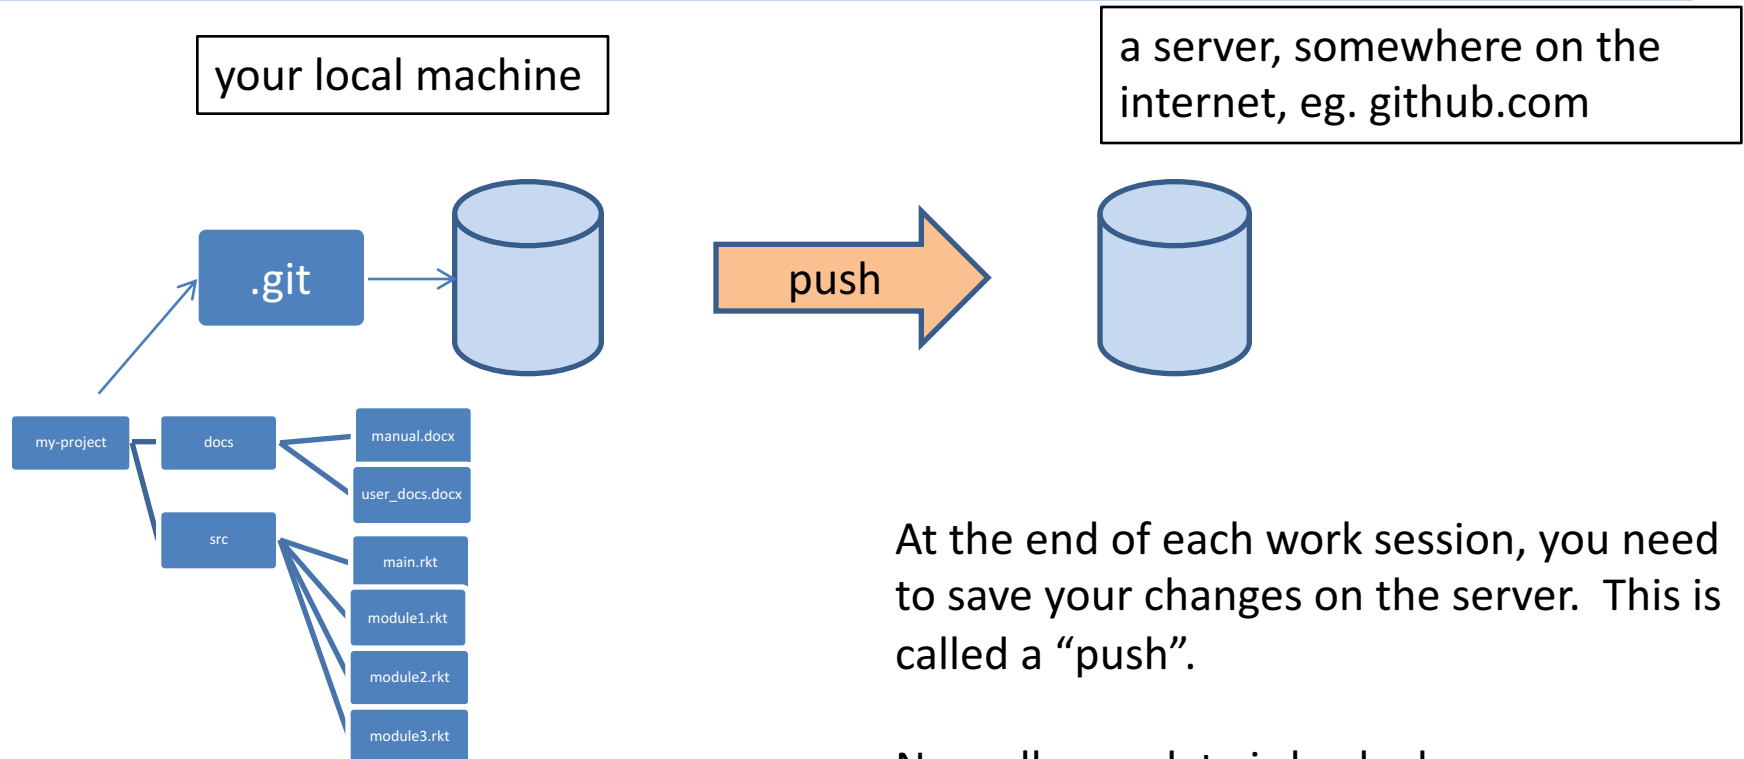 your local machine
a server, somewhere on the
internet, eg. github.com
.git
push
my-project
docs
manual.docx
user_docs.docx
src
main.rkt
module1.rkt
module2.rkt
module3.rkt
At the end of each work session, you need
to save your changes on the server.  This is
called a “push”.